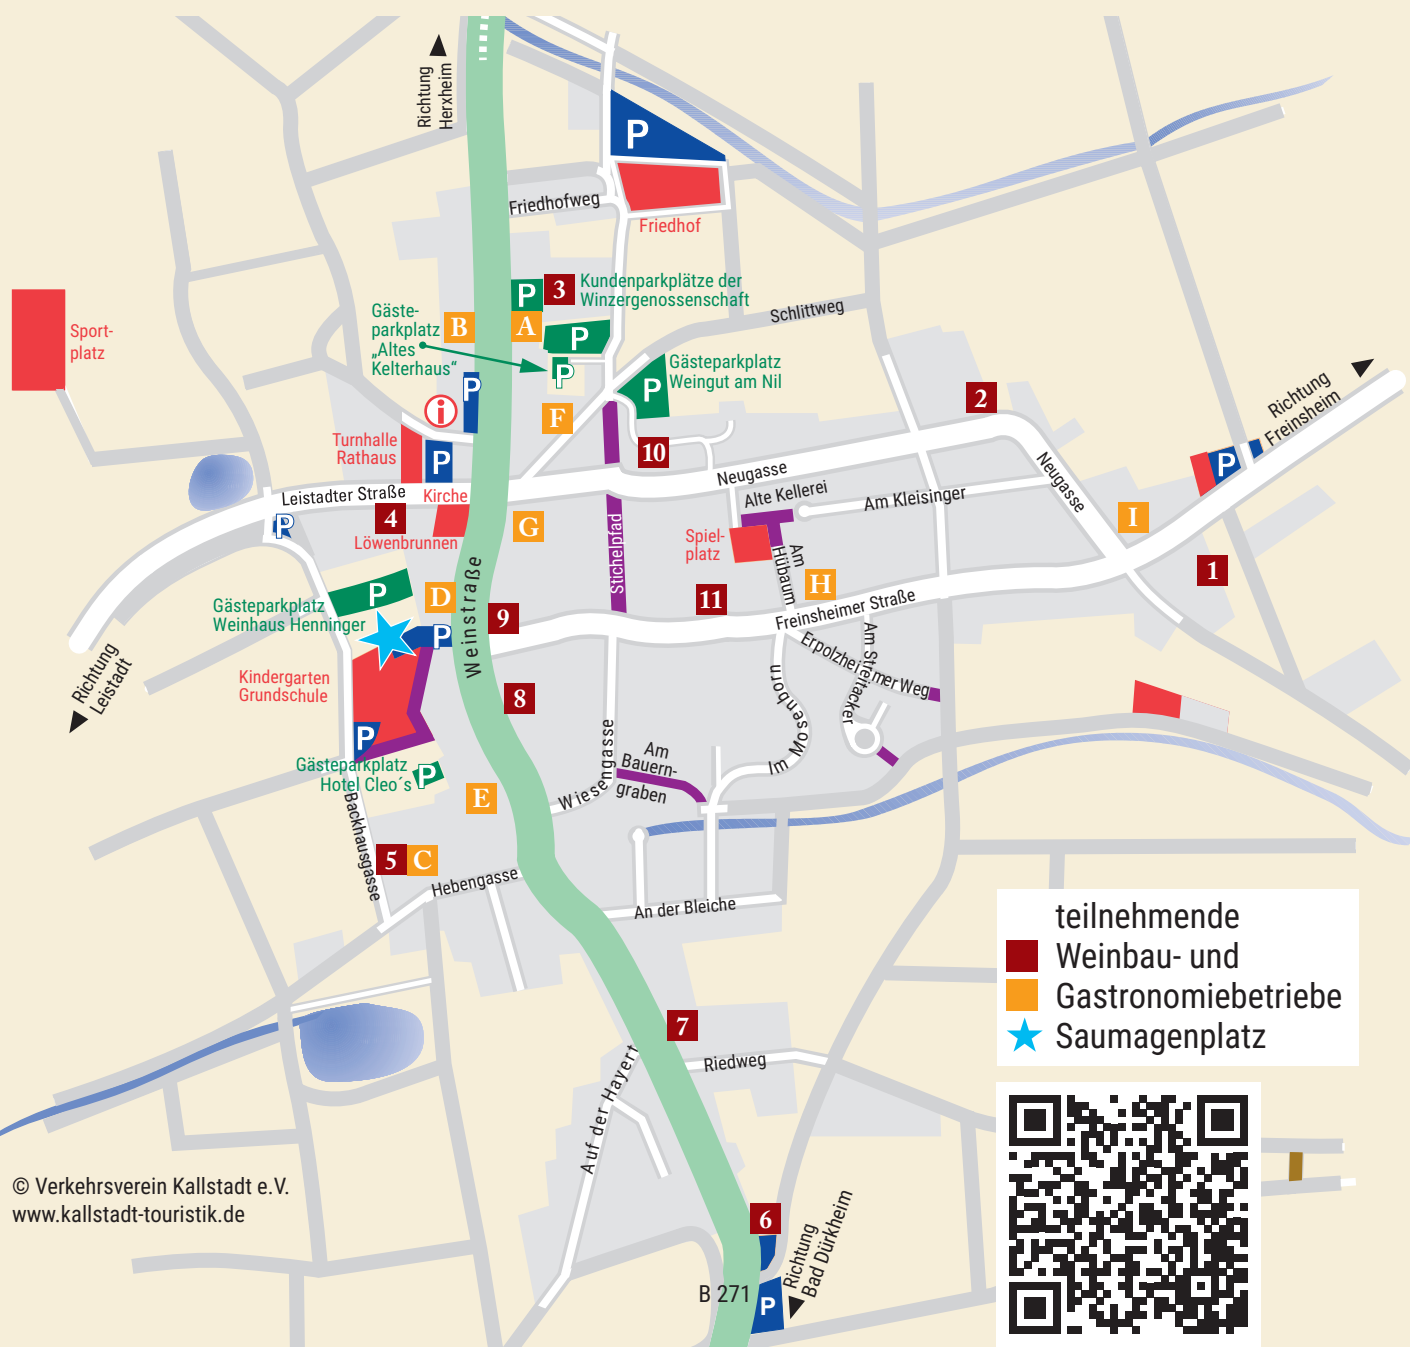 Richtung
Herxheim
P
Friedhofweg
Friedhof
P
3
Kundenparkplätze der
Winzergenossenschaft
Gäste-
parkplatz
„Altes
Kelterhaus“
B
A
P
P
Schlittweg
Sport-
platz
Gästeparkplatz
Weingut am Nil
P
P
i
F
2
Richtung
Freinsheim
Turnhalle
Rathaus
P
10
Neugasse
Neugasse
P
Leistadter Straße
Kirche
Alte Kellerei
Am Kleisinger
P
4
Löwenbrunnen
G
Stichelpfad
Spiel-
platz
Am
Hübaum
I
1
P
D
H
11
Gästeparkplatz
Weinhaus Henninger
P
9
Weinstraße
Freinsheimer Straße
Erpolzheimer Weg
Am Streitacker
Richtung
Leistadt
Kindergarten
Grundschule
8
Im Mosenborn
P
Gästeparkplatz
Hotel Cleo´s
P
Wiesengasse
Am
Bauern-
graben
E
Backhausgasse
5
C
Hebengasse
An der Bleiche
teilnehmende
Weinbau- und
Gastronomiebetriebe
Saumagenplatz
7
Riedweg
Auf der Hayert
© Verkehrsverein Kallstadt e.V.
www.kallstadt-touristik.de
6
Richtung
Bad Dürkheim
B 271
P